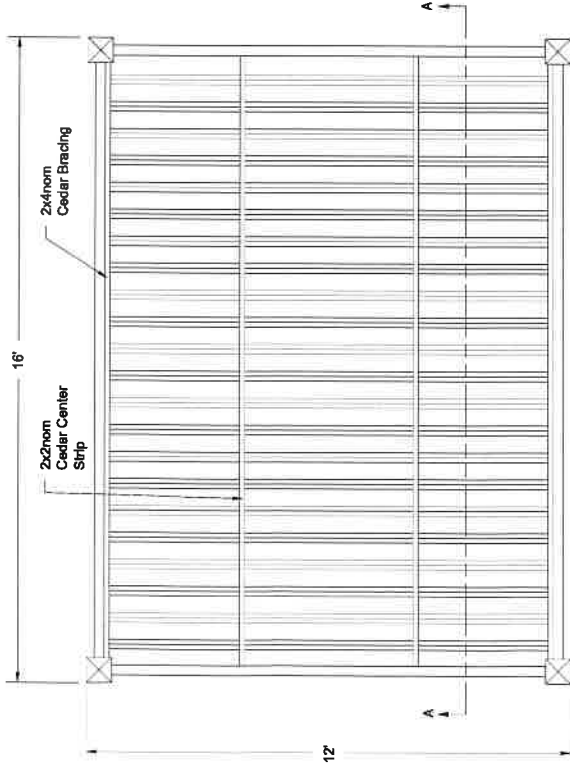 16'
2x4nom
Cedar Bracing
2x2nom
Cedar Center
Strip
A
A
12'